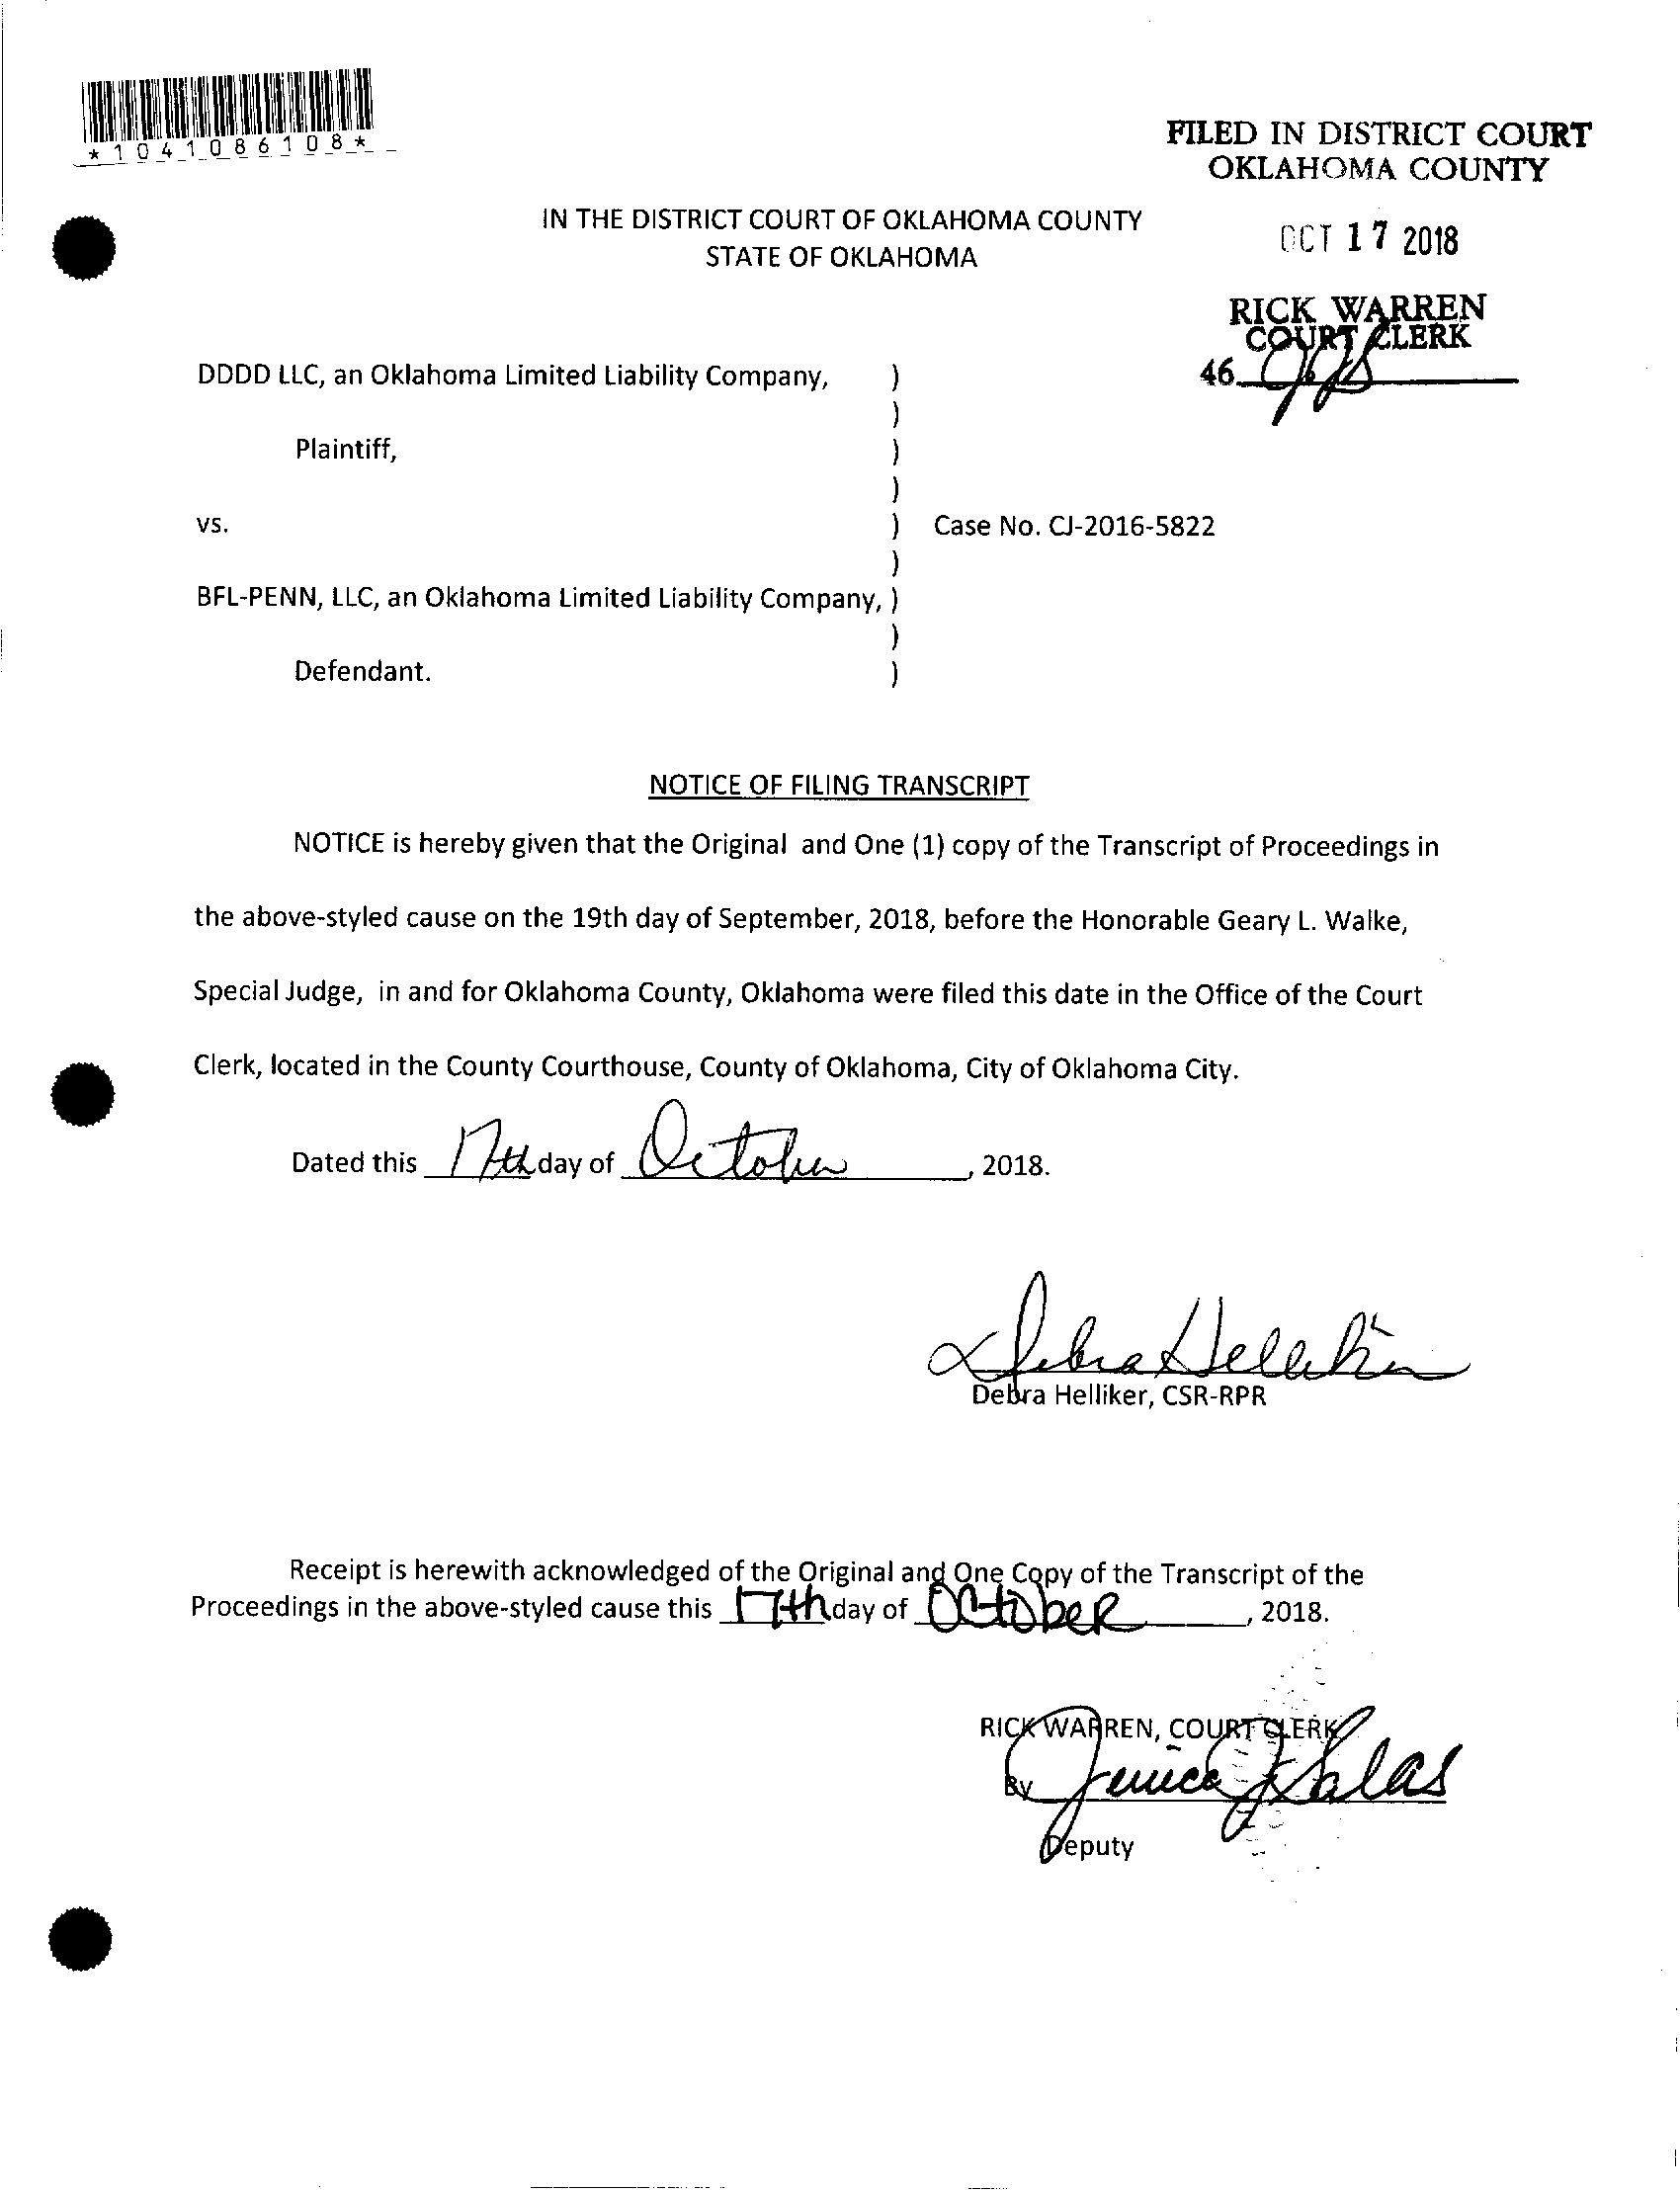 *1041086108*
FILED IN DISTRICT COURT
OKLAHOMA COUNTY
IN THE DISTRICT COURT OF OKLAHOMA COUNTY
STATE OF OKLAHOMA
OCT 17 2018
RICK WARREN
COURT CLERK
46
DDDD LLC, an Oklahoma Limited Liability Company, )
)
Plaintiff, )
)
vs. ) Case No. CJ-2016-5822
)
BFL-PENN, LLC, an Oklahoma Limited Liability Company, )
)
Defendant. )
NOTICE OF FILING TRANSCRIPT
NOTICE is hereby given that the Original and One (1) copy of the Transcript of Proceedings in
the above-styled cause on the 19th day of September, 2018, before the Honorable Geary L. Walke,
Special Judge, in and for Oklahoma County, Oklahoma were filed this date in the Office of the Court
Clerk, located in the County Courthouse, County of Oklahoma, City of Oklahoma City.
Dated this 17th day of October, 2018.
Debra Helliker
Debra Helliker, CSR-RPR
Receipt is herewith acknowledged of the Original and One Copy of the Transcript of the
Proceedings in the above-styled cause this 17th day of October, 2018.
RICK WARREN, COURT CLERK
By Salas
Deputy